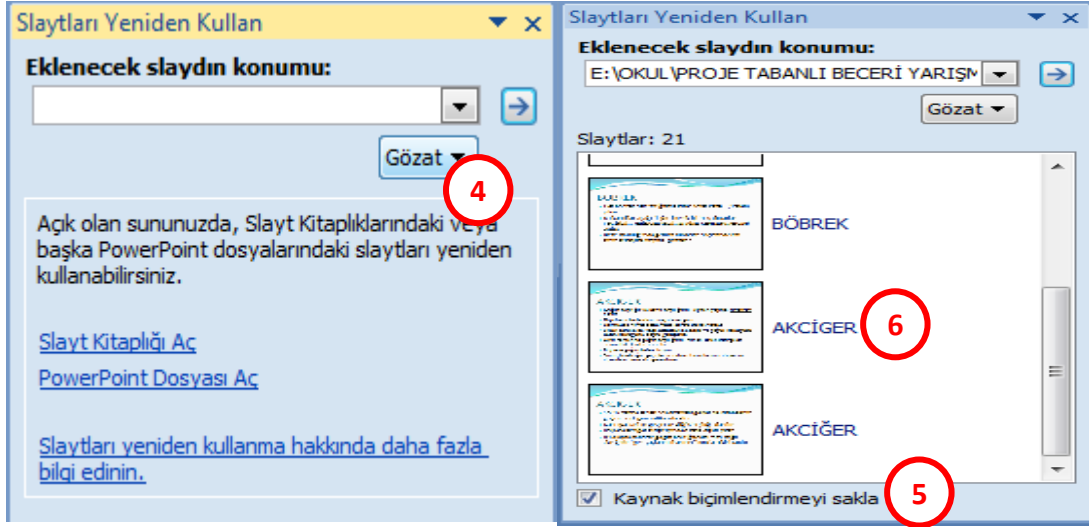 Slaytları Yeniden Kullan
Eklenecek slaydın konumu:
Gözat
4
Açık olan sununuzda, Slayt Kitaplıklarındaki veya
başka PowerPoint dosyalarındaki slaytları yeniden
kullanabilirsiniz.
Slayt Kitaplığı Aç
PowerPoint Dosyası Aç
Slaytları yeniden kullanma hakkında daha fazla
bilgi edinin.
Slaytları Yeniden Kullan
Eklenecek slaydın konumu:
E:\OKUL\PROJE TABANLI BECERİ YARIŞM
Gözat
Slaytlar: 21
BÖBREK
AKCİGER
6
AKCİĞER
Kaynak biçimlendirmeyi sakla
5